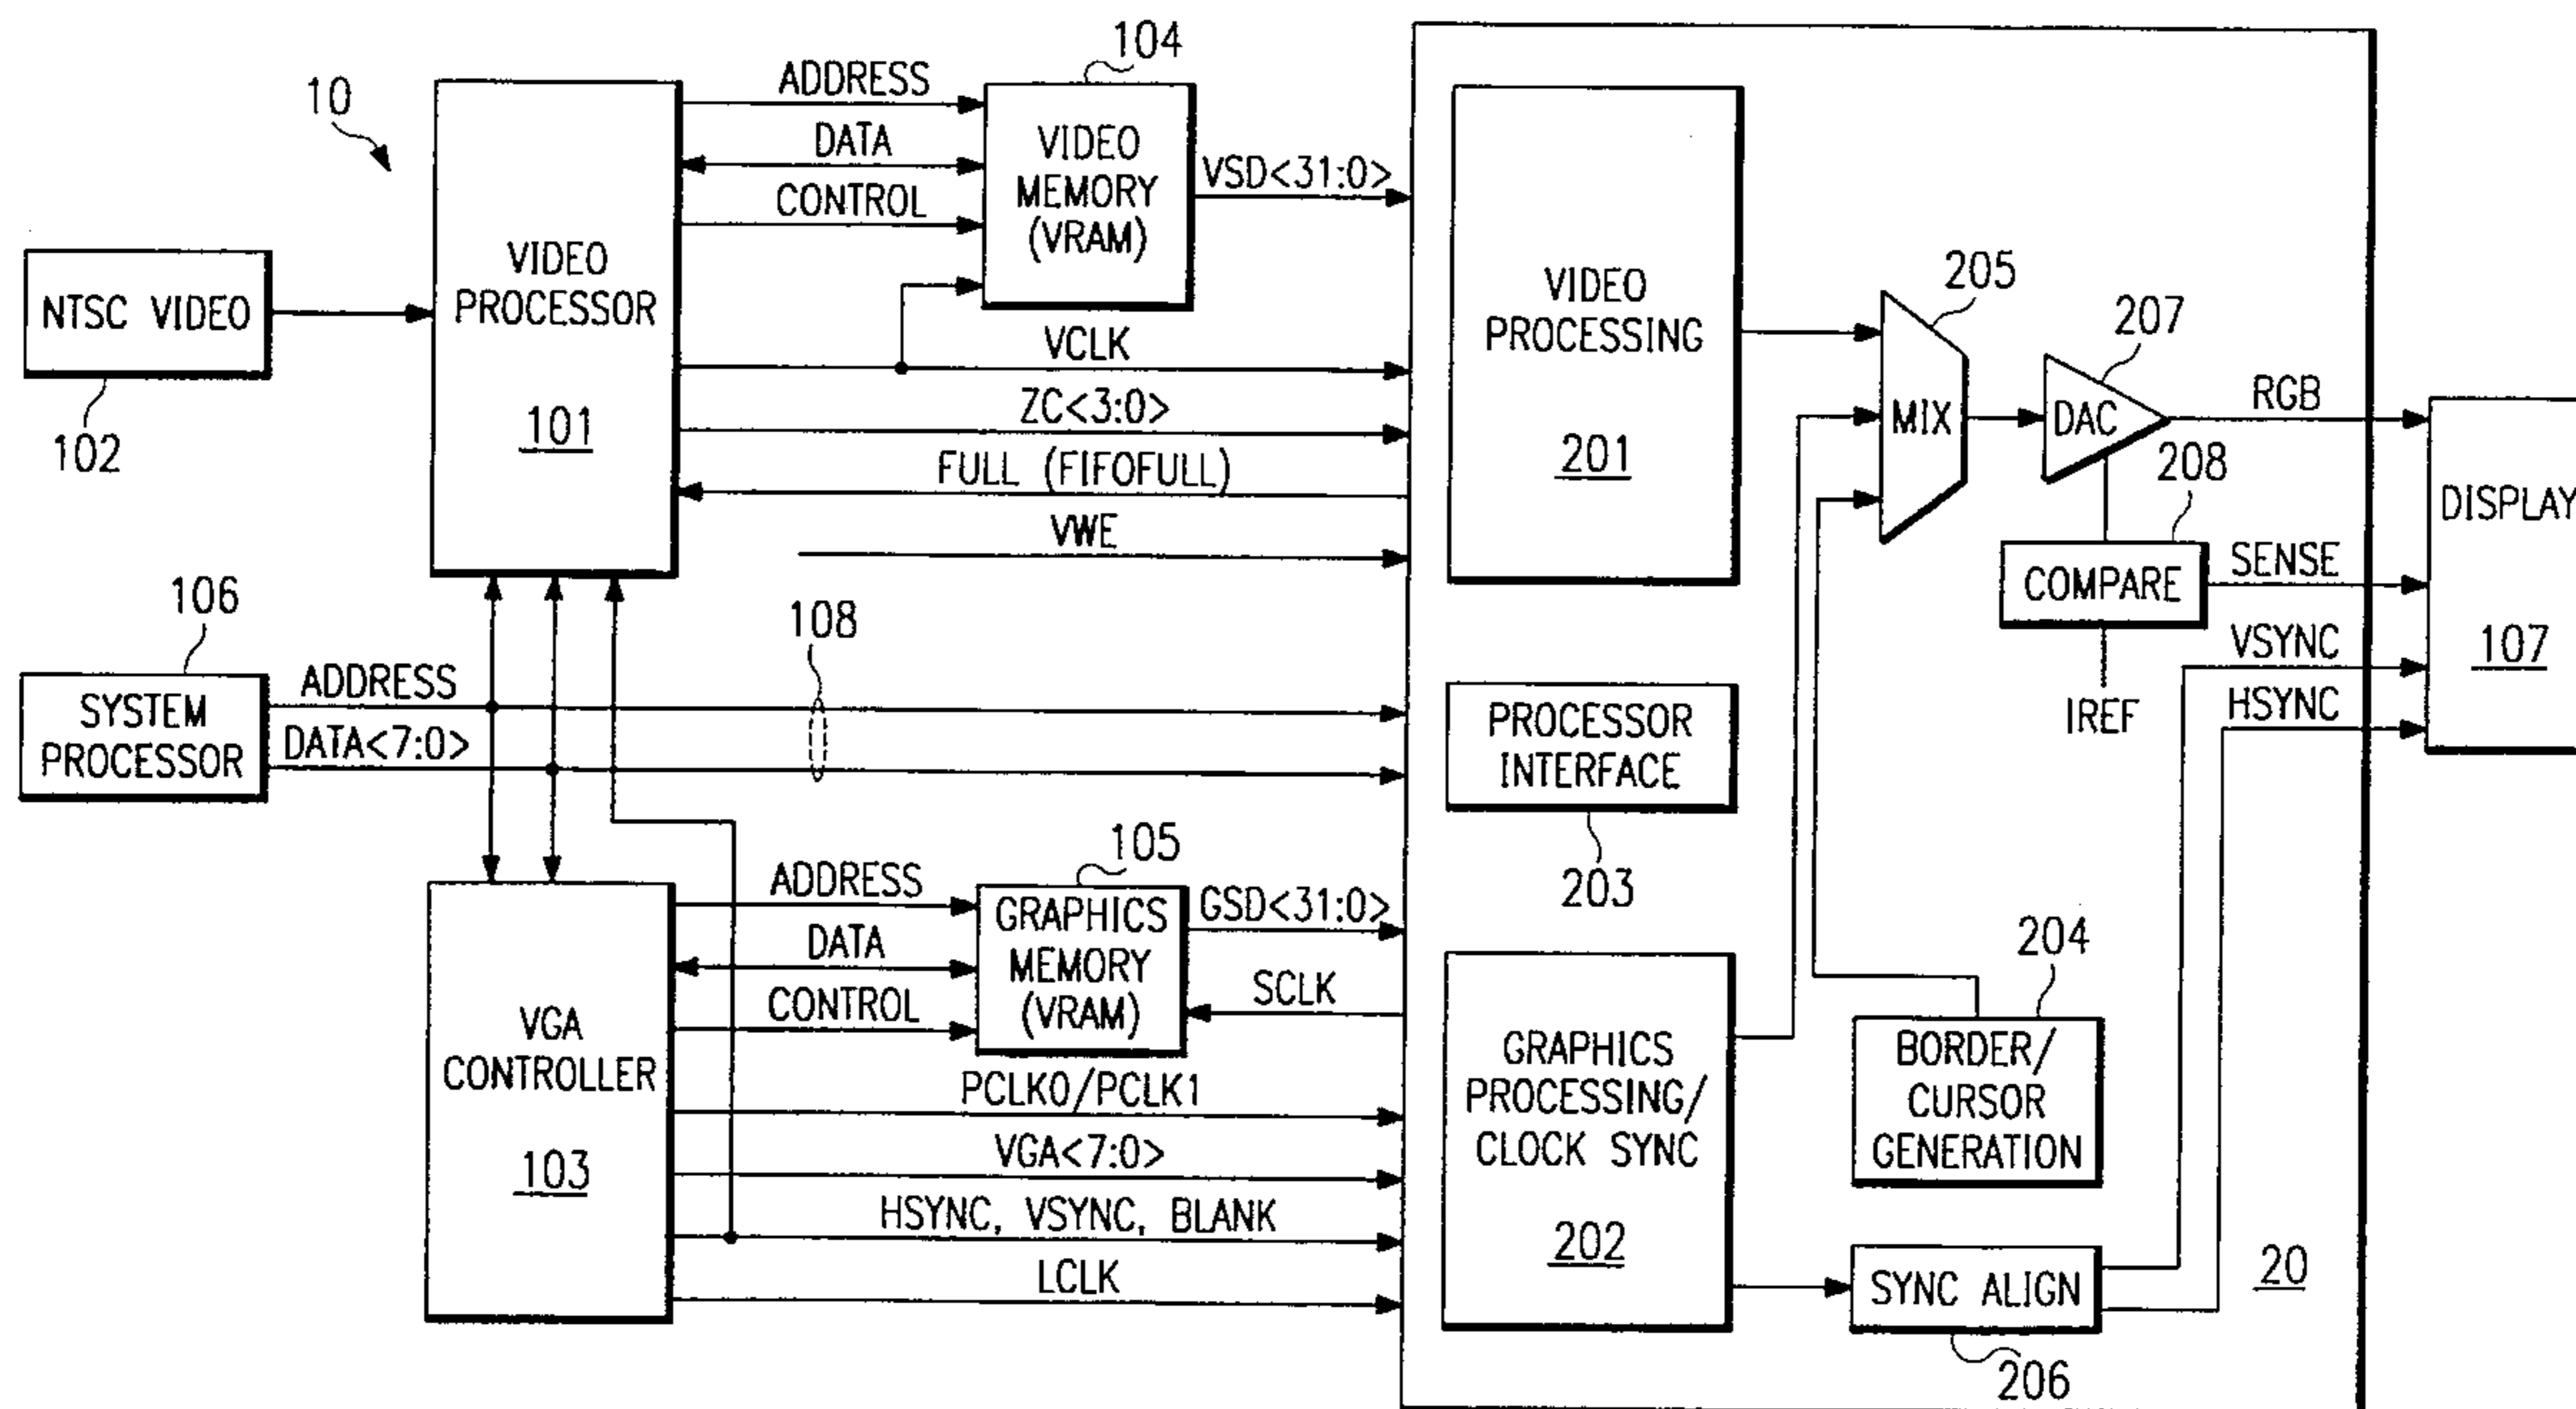 10
NTSC VIDEO
102
VIDEO
PROCESSOR
101
ADDRESS
DATA
CONTROL
104
VIDEO
MEMORY
(VRAM)
VSD<31:0>
VCLK
ZC<3:0>
FULL (FIFOFULL)
VWE
106
SYSTEM
PROCESSOR
ADDRESS
DATA<7:0>
108
VGA
CONTROLLER
103
ADDRESS
DATA
CONTROL
105
GRAPHICS
MEMORY
(VRAM)
GSD<31:0>
SCLK
PCLK0/PCLK1
VGA<7:0>
HSYNC, VSYNC, BLANK
LCLK
VIDEO
PROCESSING
201
PROCESSOR
INTERFACE
203
GRAPHICS
PROCESSING/
CLOCK SYNC
202
205
MIX
207
DAC
208
COMPARE
IREF
204
BORDER/
CURSOR
GENERATION
SYNC ALIGN
206
20
RGB
SENSE
VSYNC
HSYNC
DISPLAY
107